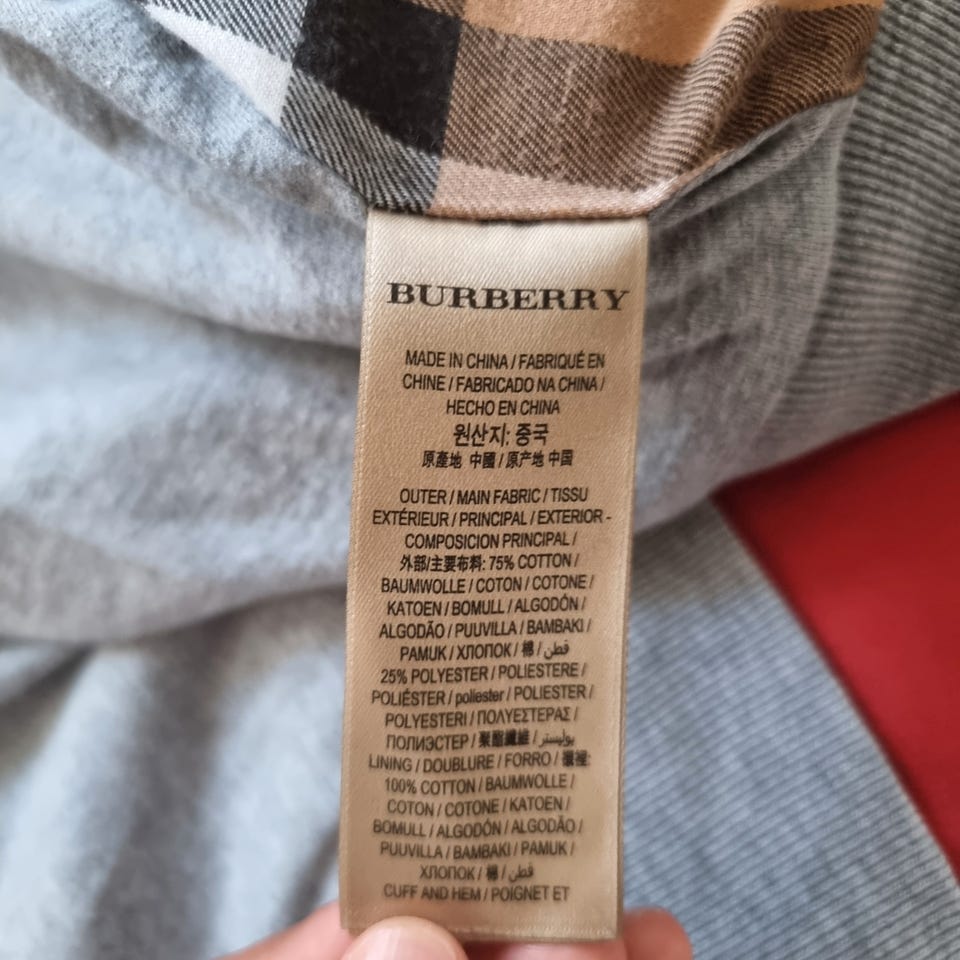 BURBERRY
MADE IN CHINA / FABRIQUÉ EN
CHINE / FABRICADO NA CHINA /
HECHO EN CHINA
원산지: 중국
原產地 中國 / 原产地 中国
OUTER / MAIN FABRIC / TISSU
EXTÉRIEUR / PRINCIPAL / EXTERIOR -
COMPOSICION PRINCIPAL /
外部/主要布料: 75% COTTON /
BAUMWOLLE / COTON / COTONE /
KATOEN / BOMULL / ALGODÓN /
ALGODÃO / PUUVILLA / ΒΑΜΒΑΚΙ /
PAMUK / ХЛОПОК / 棉 / قطن /
25% POLYESTER / POLIESTERE /
POLIÉSTER / poliester / POLIESTER /
POLYESTERI / ΠΟΛΥΕΣΤΕΡΑΣ /
ПОЛИЭСТЕР / 聚酯纖維 / بوليستر /
LINING / DOUBLURE / FORRO / 襯裡:
100% COTTON / BAUMWOLLE /
COTON / COTONE / KATOEN /
BOMULL / ALGODÓN / ALGODÃO /
PUUVILLA / ΒΑΜΒΑΚΙ / PAMUK /
ХЛОПОК / 棉 / قطن /
CUFF AND HEM / POIGNET ET